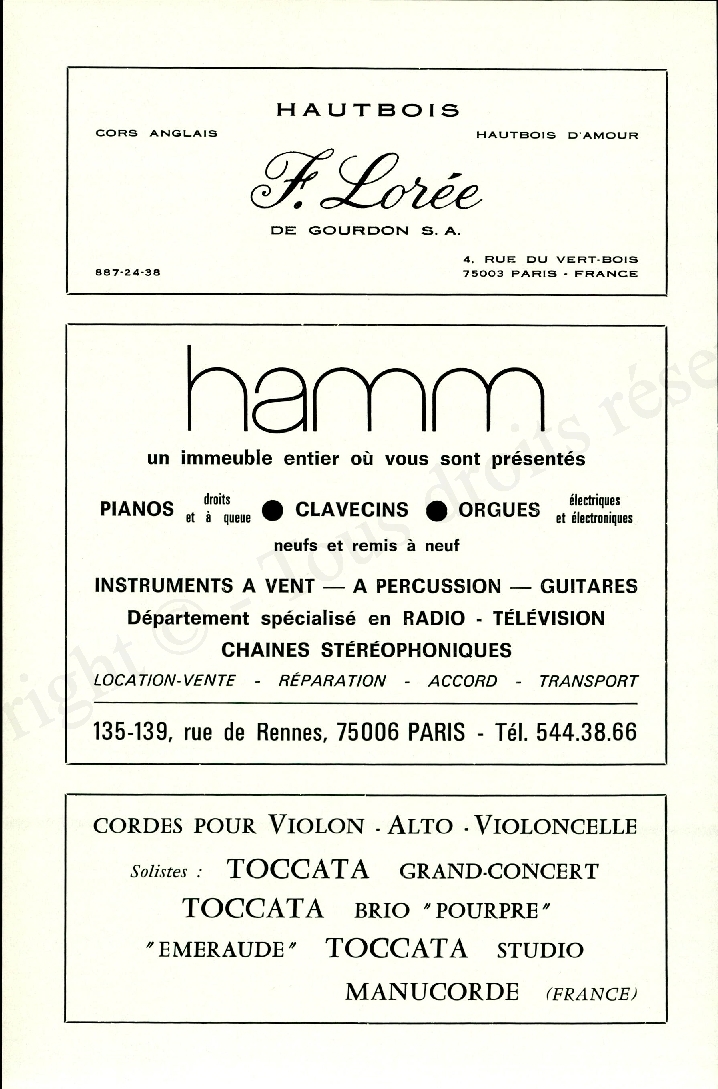 HAUTBOIS
CORS ANGLAIS HAUTBOIS D'AMOUR
F. Lorée
DE GOURDON S. A.
4, RUE DU VERT-BOIS
887-24-38 75003 PARIS - FRANCE
hamm
un immeuble entier où vous sont présentés
PIANOS droits et à queue ● CLAVECINS ● ORGUES électriques et électroniques
neufs et remis à neuf
INSTRUMENTS A VENT — A PERCUSSION — GUITARES
Département spécialisé en RADIO - TÉLÉVISION
CHAINES STÉRÉOPHONIQUES
LOCATION-VENTE - RÉPARATION - ACCORD - TRANSPORT
135-139, rue de Rennes, 75006 PARIS - Tél. 544.38.66
CORDES POUR VIOLON - ALTO - VIOLONCELLE
Solistes : TOCCATA GRAND-CONCERT
TOCCATA BRIO "POURPRE"
"EMERAUDE" TOCCATA STUDIO
MANUCORDE (FRANCE)
right © - Tous droits rése